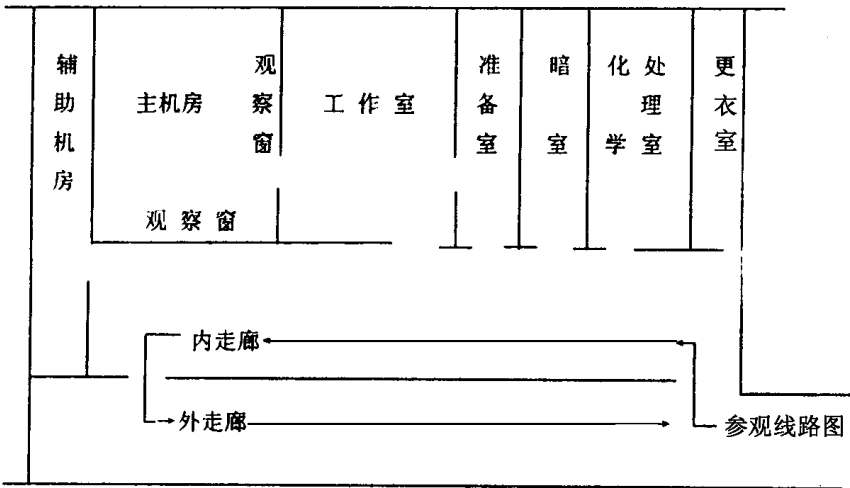 辅助机房
主机房
观察窗
观察窗
工作室
准备室
暗室
化学处理室
更衣室
内走廊
外走廊
参观线路图